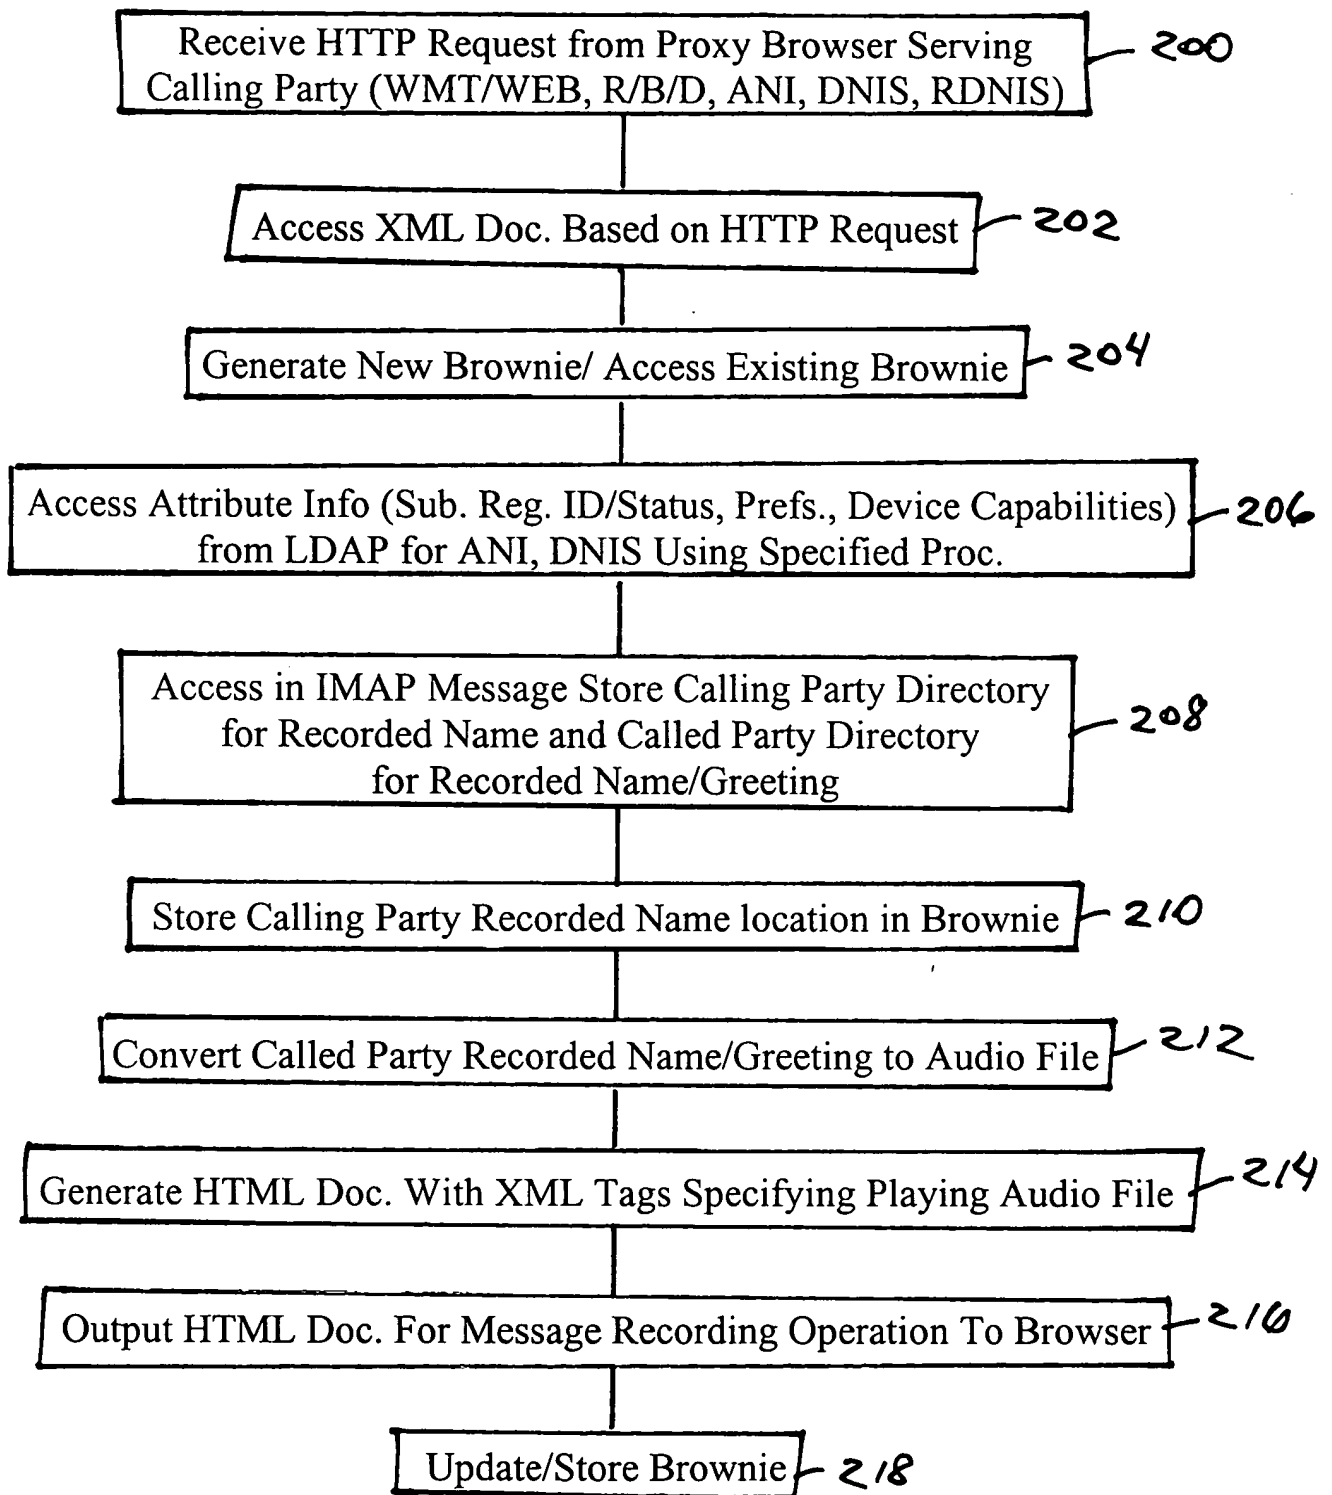 Receive HTTP Request from Proxy Browser Serving
Calling Party (WMT/WEB, R/B/D, ANI, DNIS, RDNIS)
200
Access XML Doc. Based on HTTP Request
202
Generate New Brownie/ Access Existing Brownie
204
Access Attribute Info (Sub. Reg. ID/Status, Prefs., Device Capabilities)
from LDAP for ANI, DNIS Using Specified Proc.
206
Access in IMAP Message Store Calling Party Directory
for Recorded Name and Called Party Directory
for Recorded Name/Greeting
208
Store Calling Party Recorded Name location in Brownie
210
Convert Called Party Recorded Name/Greeting to Audio File
212
Generate HTML Doc. With XML Tags Specifying Playing Audio File
214
Output HTML Doc. For Message Recording Operation To Browser
216
Update/Store Brownie
218